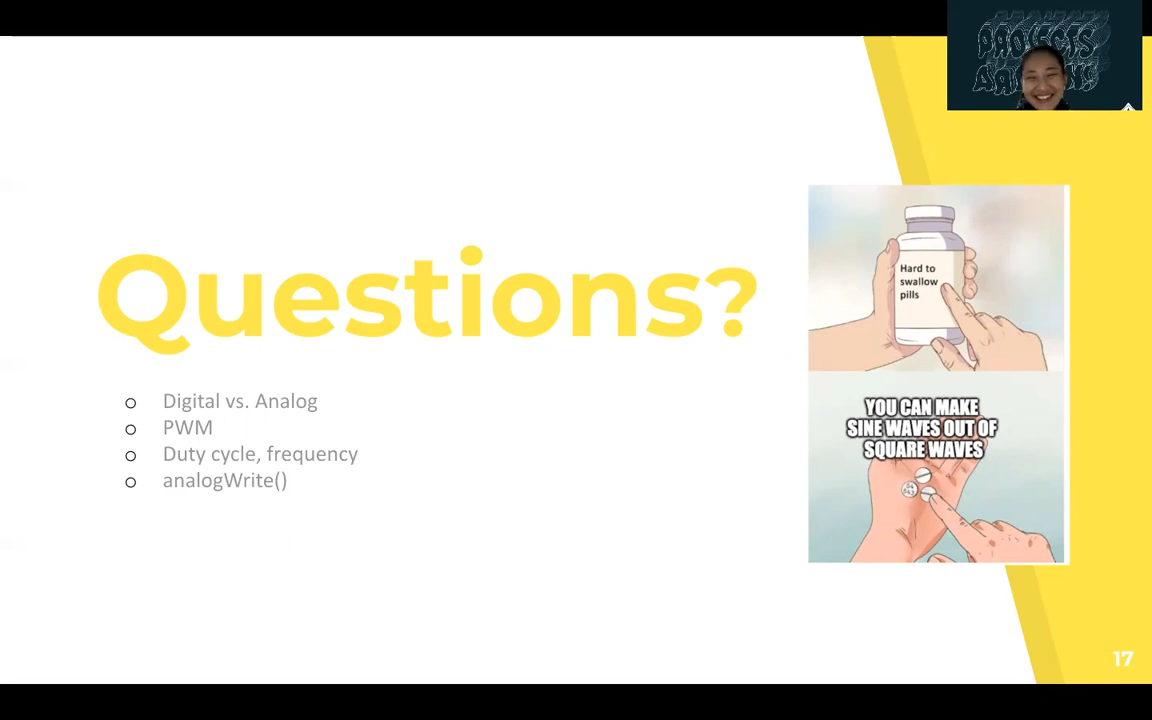 PROJECTS
Questions?
Digital vs. Analog
PWM
Duty cycle, frequency
analogWrite()
Hard to
swallow
pills
YOU CAN MAKE
SINE WAVES OUT OF
SQUARE WAVES
17